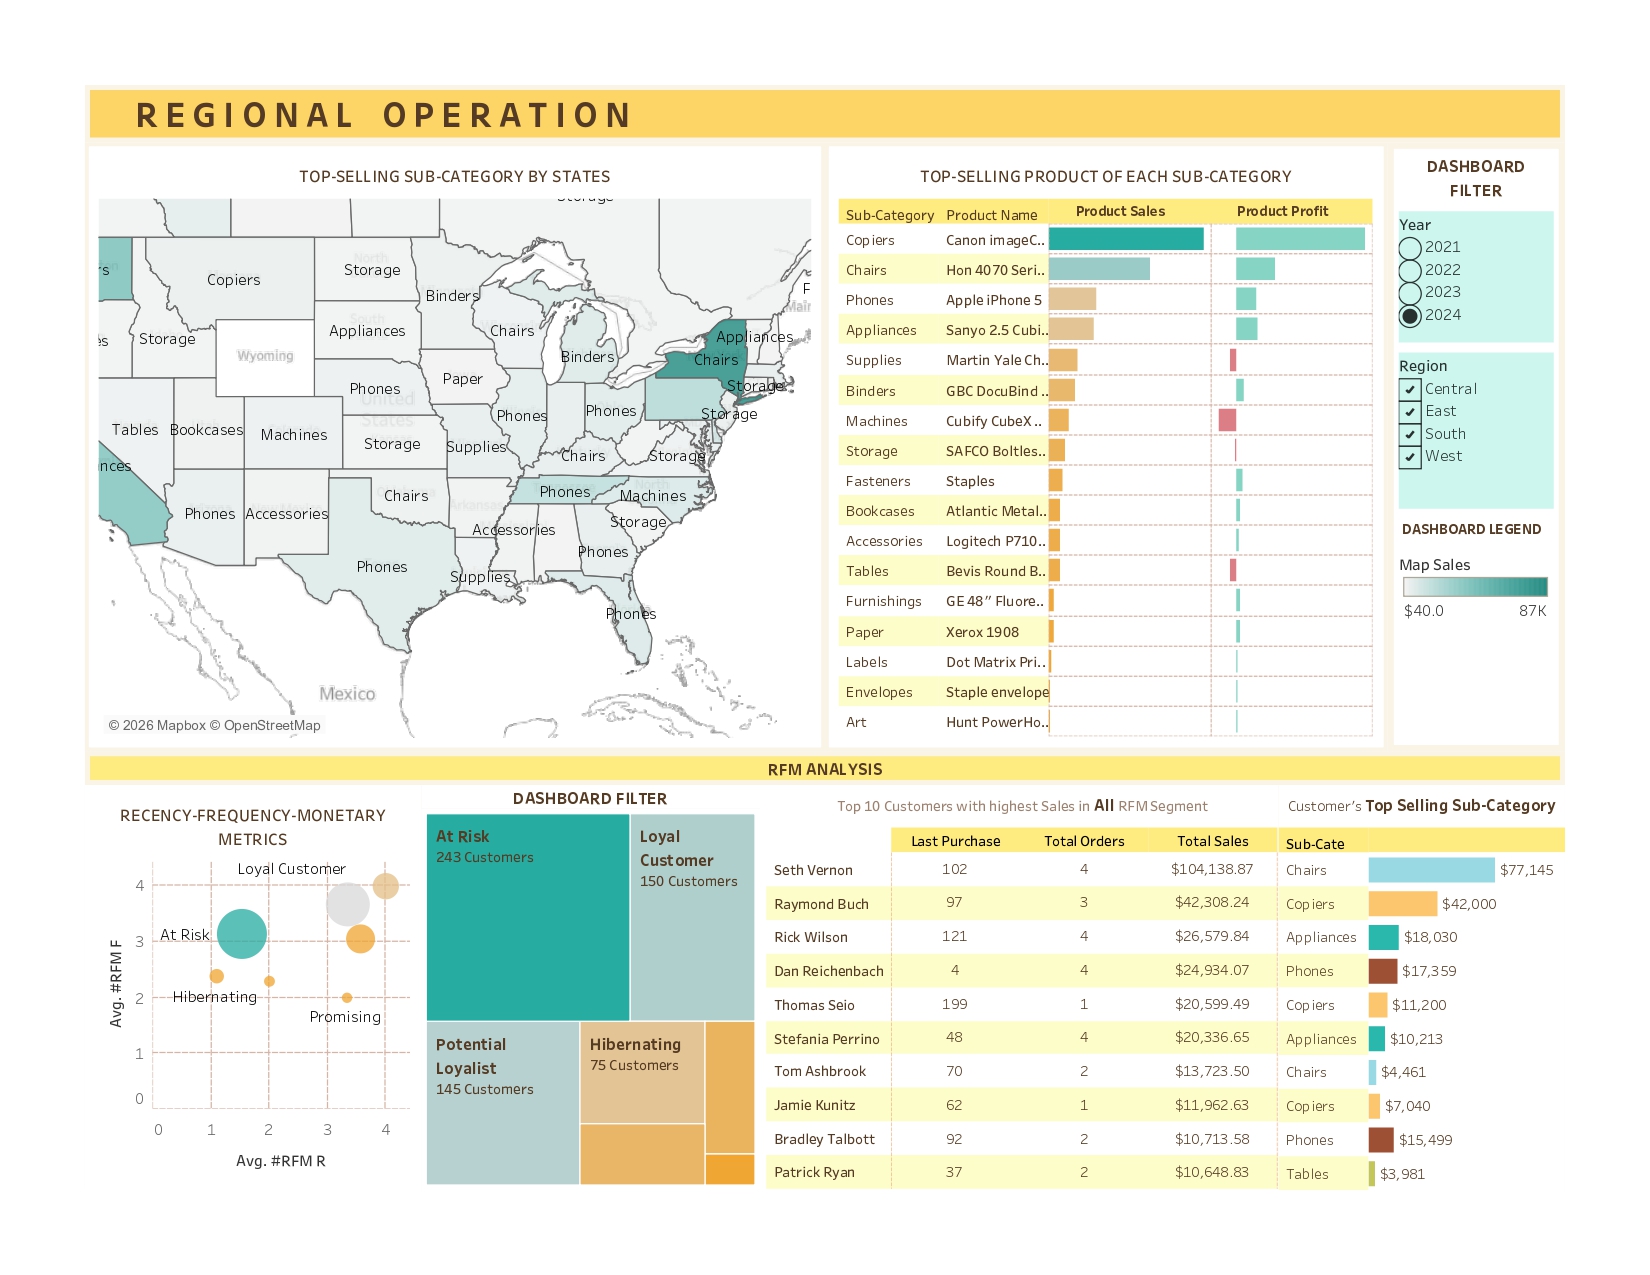 REGIONAL OPERATION
TOP-SELLING SUB-CATEGORY BY STATES
Storage
Copiers
Storage
Binders
Storage
Appliances
Chairs
Binders
Appliances
Chairs
Wyoming
Paper
Phones
Storage
Storage
Tables
Bookcases
Machines
Storage
Supplies
Phones
Phones
Chairs
Storage
Phones
Accessories
Chairs
Phones
Machines
Accessories
Storage
Phones
Phones
Supplies
Phones
United
States
Mexico
© 2026 Mapbox © OpenStreetMap
TOP-SELLING PRODUCT OF EACH SUB-CATEGORY
Sub-Category Product Name Product Sales Product Profit
Copiers Canon imageC..
Chairs Hon 4070 Seri..
Phones Apple iPhone 5
Appliances Sanyo 2.5 Cubi..
Supplies Martin Yale Ch..
Binders GBC DocuBind ..
Machines Cubify CubeX ..
Storage SAFCO Boltles..
Fasteners Staples
Bookcases Atlantic Metal..
Accessories Logitech P710..
Tables Bevis Round B..
Furnishings GE 48” Fluore..
Paper Xerox 1908
Labels Dot Matrix Pri..
Envelopes Staple envelope
Art Hunt PowerHo..
DASHBOARD
FILTER
Year
2021
2022
2023
2024
Region
Central
East
South
West
DASHBOARD LEGEND
Map Sales
$40.0 87K
RFM ANALYSIS
RECENCY-FREQUENCY-MONETARY
METRICS
Loyal Customer
At Risk
Hibernating
Promising
4
3
2
1
0
0 1 2 3 4
Avg. #RFM F
Avg. #RFM R
DASHBOARD FILTER
At Risk
243 Customers
Loyal
Customer
150 Customers
Potential
Loyalist
145 Customers
Hibernating
75 Customers
Top 10 Customers with highest Sales in All RFM Segment
Customer’s Top Selling Sub-Category
Last Purchase Total Orders Total Sales Sub-Cate
Seth Vernon 102 4 $104,138.87 Chairs $77,145
Raymond Buch 97 3 $42,308.24 Copiers $42,000
Rick Wilson 121 4 $26,579.84 Appliances $18,030
Dan Reichenbach 4 4 $24,934.07 Phones $17,359
Thomas Seio 199 1 $20,599.49 Copiers $11,200
Stefania Perrino 48 4 $20,336.65 Appliances $10,213
Tom Ashbrook 70 2 $13,723.50 Chairs $4,461
Jamie Kunitz 62 1 $11,962.63 Copiers $7,040
Bradley Talbott 92 2 $10,713.58 Phones $15,499
Patrick Ryan 37 2 $10,648.83 Tables $3,981